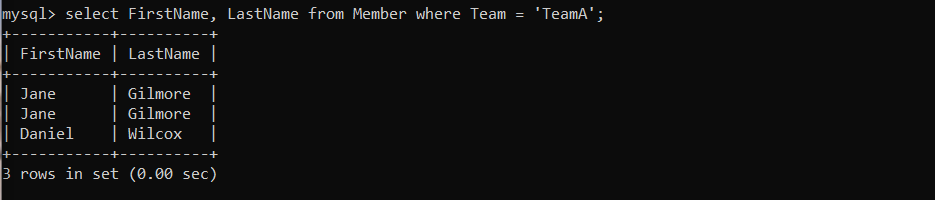 mysql> select FirstName, LastName from Member where Team = 'TeamA';
+-----------+----------+
| FirstName | LastName |
+-----------+----------+
| Jane      | Gilmore  |
| Jane      | Gilmore  |
| Daniel    | Wilcox   |
+-----------+----------+
3 rows in set (0.00 sec)